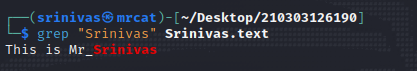 ┌──(srinivas㉿mrcat)-[~/Desktop/210303126190]
└─$ grep "Srinivas" Srinivas.text
This is Mr_Srinivas